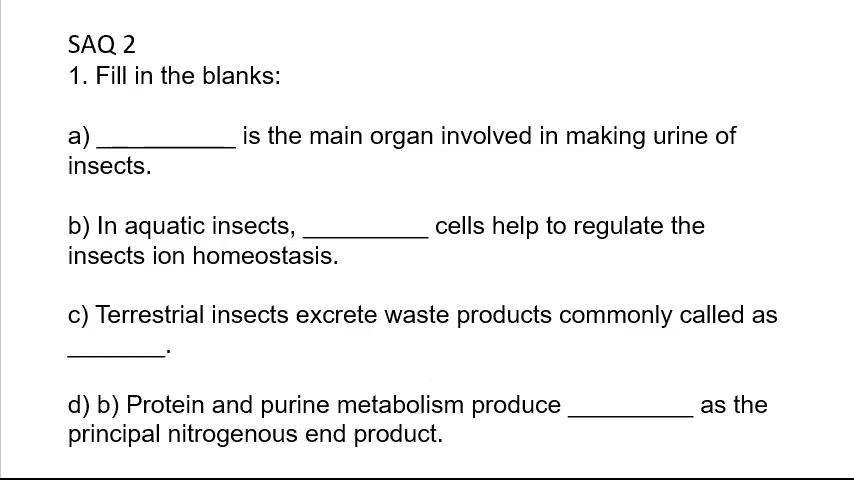 SAQ 2
1. Fill in the blanks:
a) ___________ is the main organ involved in making urine of
insects.
b) In aquatic insects, _________ cells help to regulate the
insects ion homeostasis.
c) Terrestrial insects excrete waste products commonly called as
_______.
d) b) Protein and purine metabolism produce _________ as the
principal nitrogenous end product.